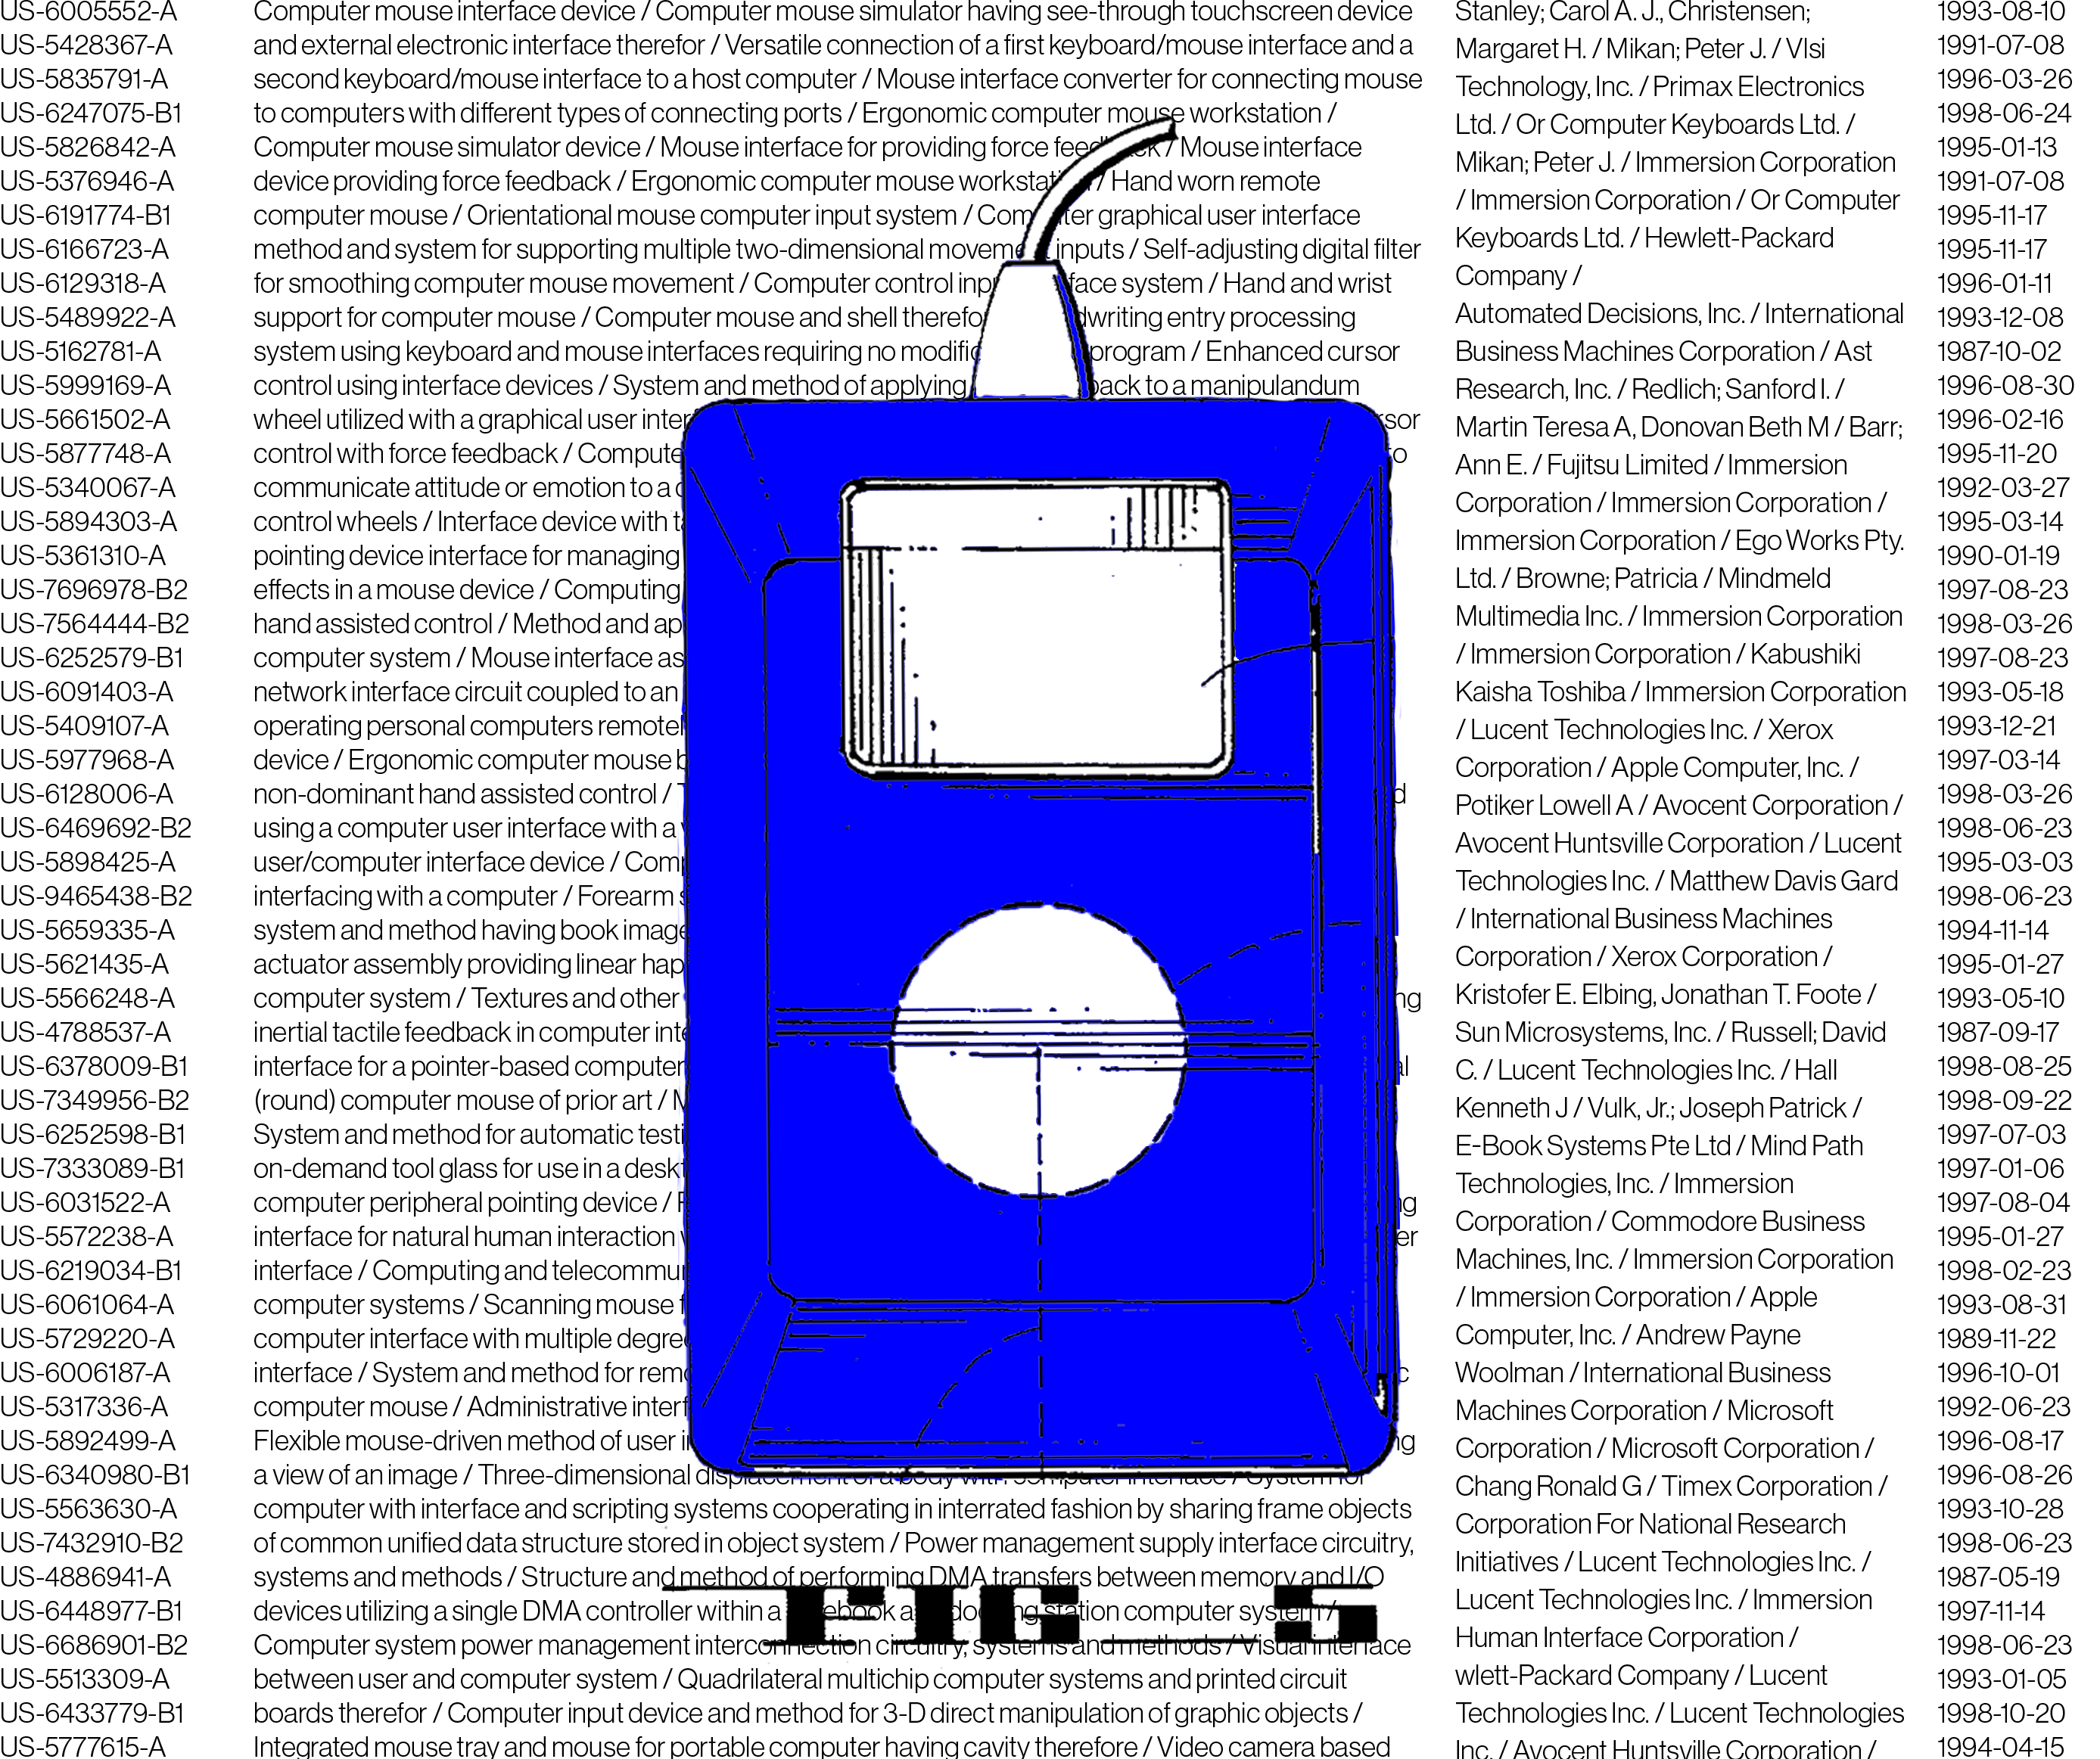 US-6005552-A
US-5428367-A
US-5835791-A
US-6247075-B1
US-5826842-A
US-5376946-A
US-6191774-B1
US-6166723-A
US-6129318-A
US-5489922-A
US-5162781-A
US-5999169-A
US-5661502-A
US-5877748-A
US-5340067-A
US-5894303-A
US-5361310-A
US-7696978-B2
US-7564444-B2
US-6252579-B1
US-6091403-A
US-5409107-A
US-5977968-A
US-6128006-A
US-6469692-B2
US-5898425-A
US-9465438-B2
US-5659335-A
US-5621435-A
US-5566248-A
US-4788537-A
US-6378009-B1
US-7349956-B2
US-6252598-B1
US-7333089-B1
US-6031522-A
US-5572238-A
US-6219034-B1
US-6061064-A
US-5729220-A
US-6006187-A
US-5317336-A
US-5892499-A
US-6340980-B1
US-5563630-A
US-7432910-B2
US-4886941-A
US-6448977-B1
US-6686901-B2
US-5513309-A
US-6433779-B1
US-5777615-A
Computer mouse interface device / Computer mouse simulator having see-through touchscreen device
and external electronic interface therefor / Versatile connection of a first keyboard/mouse interface and a
second keyboard/mouse interface to a host computer / Mouse interface converter for connecting mouse
to computers with different types of connecting ports / Ergonomic computer mouse workstation /
Computer mouse simulator device / Mouse interface for providing force feedback / Mouse interface
device providing force feedback / Ergonomic computer mouse workstation / Hand worn remote
computer mouse / Orientational mouse computer input system / Computer graphical user interface
method and system for supporting multiple two-dimensional movement inputs / Self-adjusting digital filter
for smoothing computer mouse movement / Computer control input interface system / Hand and wrist
support for computer mouse / Computer mouse and shell therefor / Handwriting entry processing
system using keyboard and mouse interfaces requiring no modific program / Enhanced cursor
control using interface devices / System and method of applying back to a manipulandum
wheel utilized with a graphical user inter sor
control with force feedback / Compute to
communicate attitude or emotion to a c
control wheels / Interface device with ta
pointing device interface for managing
effects in a mouse device / Computing
hand assisted control / Method and ap
computer system / Mouse interface as
network interface circuit coupled to an
operating personal computers remotel
device / Ergonomic computer mouse b
non-dominant hand assisted control / T d
using a computer user interface with a v
user/computer interface device / Comp
interfacing with a computer / Forearm s
system and method having book image
actuator assembly providing linear hap
computer system / Textures and other ng
inertial tactile feedback in computer inte
interface for a pointer-based computer al
(round) computer mouse of prior art / M
System and method for automatic testi
on-demand tool glass for use in a deskt
computer peripheral pointing device / F ng
interface for natural human interaction w er
interface / Computing and telecommun
computer systems / Scanning mouse f
computer interface with multiple degree
interface / System and method for remo c
computer mouse / Administrative interf
Flexible mouse-driven method of user in ng
a view of an image / Three-dimensional displacement of a body with computer interface / System for
computer with interface and scripting systems cooperating in interrated fashion by sharing frame objects
of common unified data structure stored in object system / Power management supply interface circuitry,
systems and methods / Structure and method of performing DMA transfers between memory and I/O
devices utilizing a single DMA controller within a notebook and docking station computer system /
Computer system power management interconnection circuitry, systems and methods / Visual interface
between user and computer system / Quadrilateral multichip computer systems and printed circuit
boards therefor / Computer input device and method for 3-D direct manipulation of graphic objects /
Integrated mouse tray and mouse for portable computer having cavity therefore / Video camera based
FIG_5
Stanley; Carol A. J., Christensen;
Margaret H. / Mikan; Peter J. / Vlsi
Technology, Inc. / Primax Electronics
Ltd. / Or Computer Keyboards Ltd. /
Mikan; Peter J. / Immersion Corporation
/ Immersion Corporation / Or Computer
Keyboards Ltd. / Hewlett-Packard
Company /
Automated Decisions, Inc. / International
Business Machines Corporation / Ast
Research, Inc. / Redlich; Sanford I. /
Martin Teresa A, Donovan Beth M / Barr;
Ann E. / Fujitsu Limited / Immersion
Corporation / Immersion Corporation /
Immersion Corporation / Ego Works Pty.
Ltd. / Browne; Patricia / Mindmeld
Multimedia Inc. / Immersion Corporation
/ Immersion Corporation / Kabushiki
Kaisha Toshiba / Immersion Corporation
/ Lucent Technologies Inc. / Xerox
Corporation / Apple Computer, Inc. /
Potiker Lowell A / Avocent Corporation /
Avocent Huntsville Corporation / Lucent
Technologies Inc. / Matthew Davis Gard
/ International Business Machines
Corporation / Xerox Corporation /
Kristofer E. Elbing, Jonathan T. Foote /
Sun Microsystems, Inc. / Russell; David
C. / Lucent Technologies Inc. / Hall
Kenneth J / Vulk, Jr.; Joseph Patrick /
E-Book Systems Pte Ltd / Mind Path
Technologies, Inc. / Immersion
Corporation / Commodore Business
Machines, Inc. / Immersion Corporation
/ Immersion Corporation / Apple
Computer, Inc. / Andrew Payne
Woolman / International Business
Machines Corporation / Microsoft
Corporation / Microsoft Corporation /
Chang Ronald G / Timex Corporation /
Corporation For National Research
Initiatives / Lucent Technologies Inc. /
Lucent Technologies Inc. / Immersion
Human Interface Corporation /
wlett-Packard Company / Lucent
Technologies Inc. / Lucent Technologies
Inc. / Avocent Huntsville Corporation /
1993-08-10
1991-07-08
1996-03-26
1998-06-24
1995-01-13
1991-07-08
1995-11-17
1995-11-17
1996-01-11
1993-12-08
1987-10-02
1996-08-30
1996-02-16
1995-11-20
1992-03-27
1995-03-14
1990-01-19
1997-08-23
1998-03-26
1997-08-23
1993-05-18
1993-12-21
1997-03-14
1998-03-26
1998-06-23
1995-03-03
1998-06-23
1994-11-14
1995-01-27
1993-05-10
1987-09-17
1998-08-25
1998-09-22
1997-07-03
1997-01-06
1997-08-04
1995-01-27
1998-02-23
1993-08-31
1989-11-22
1996-10-01
1992-06-23
1996-08-17
1996-08-26
1993-10-28
1998-06-23
1987-05-19
1997-11-14
1998-06-23
1993-01-05
1998-10-20
1994-04-15